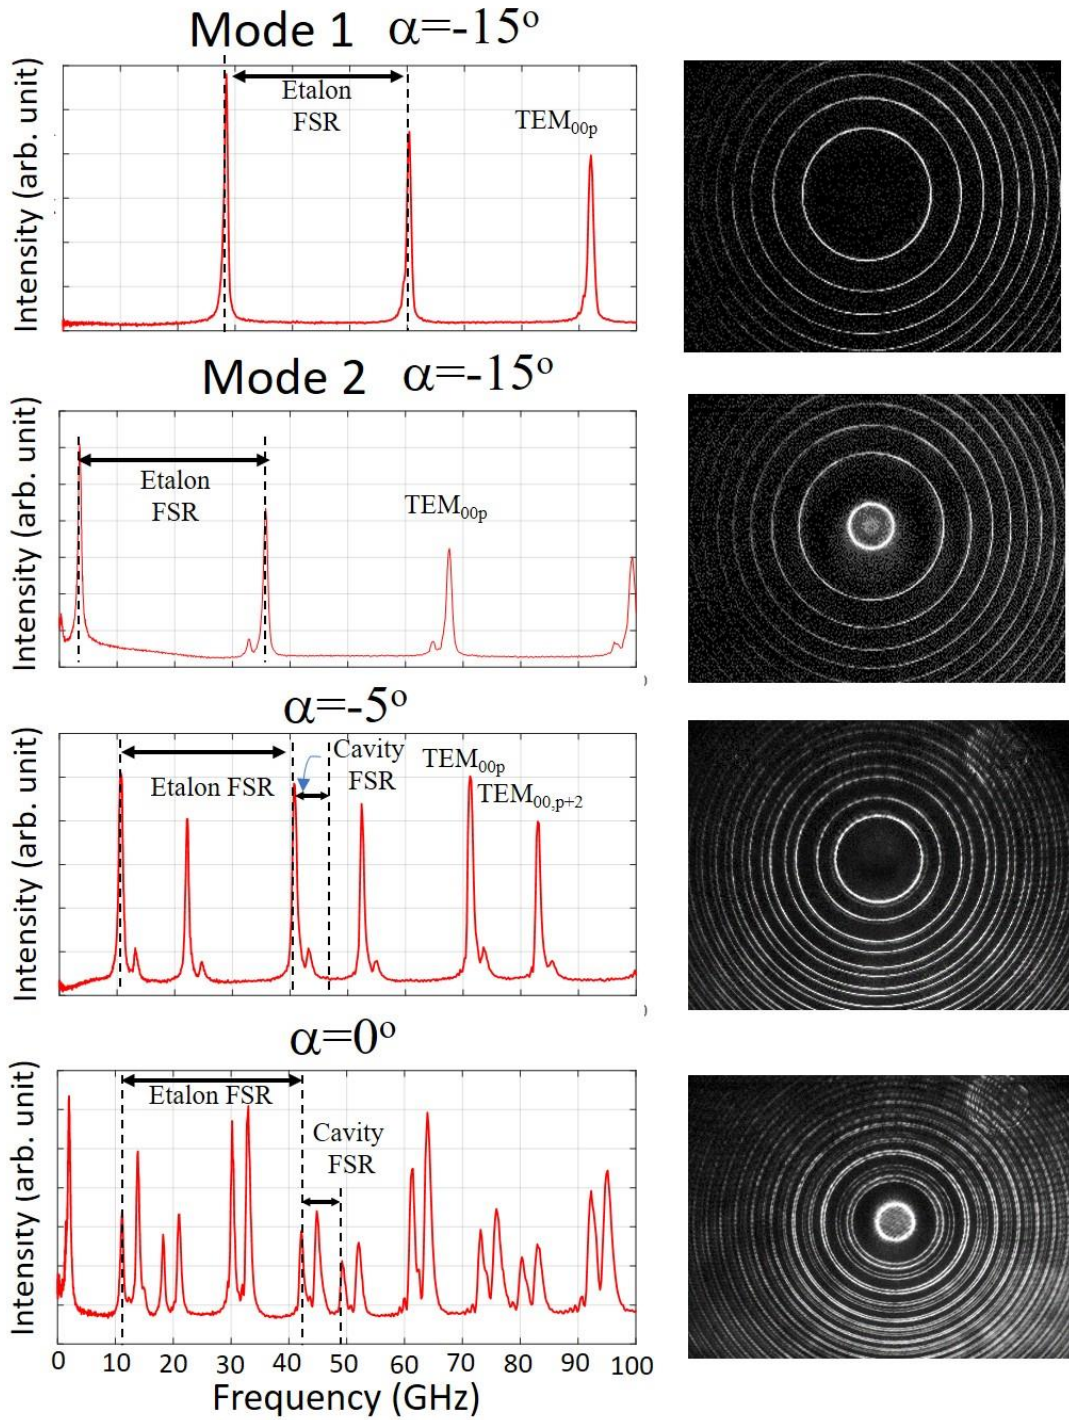 Mode 1 α=-15°
Intensity (arb. unit)
Etalon
FSR
TEM00p
Mode 2 α=-15°
Intensity (arb. unit)
Etalon
FSR
TEM00p
α=-5°
Intensity (arb. unit)
Etalon FSR
Cavity
FSR
TEM00p
TEM00,p+2
α=0°
Intensity (arb. unit)
Etalon FSR
Cavity
FSR
0 10 20 30 40 50 60 70 80 90 100
Frequency (GHz)